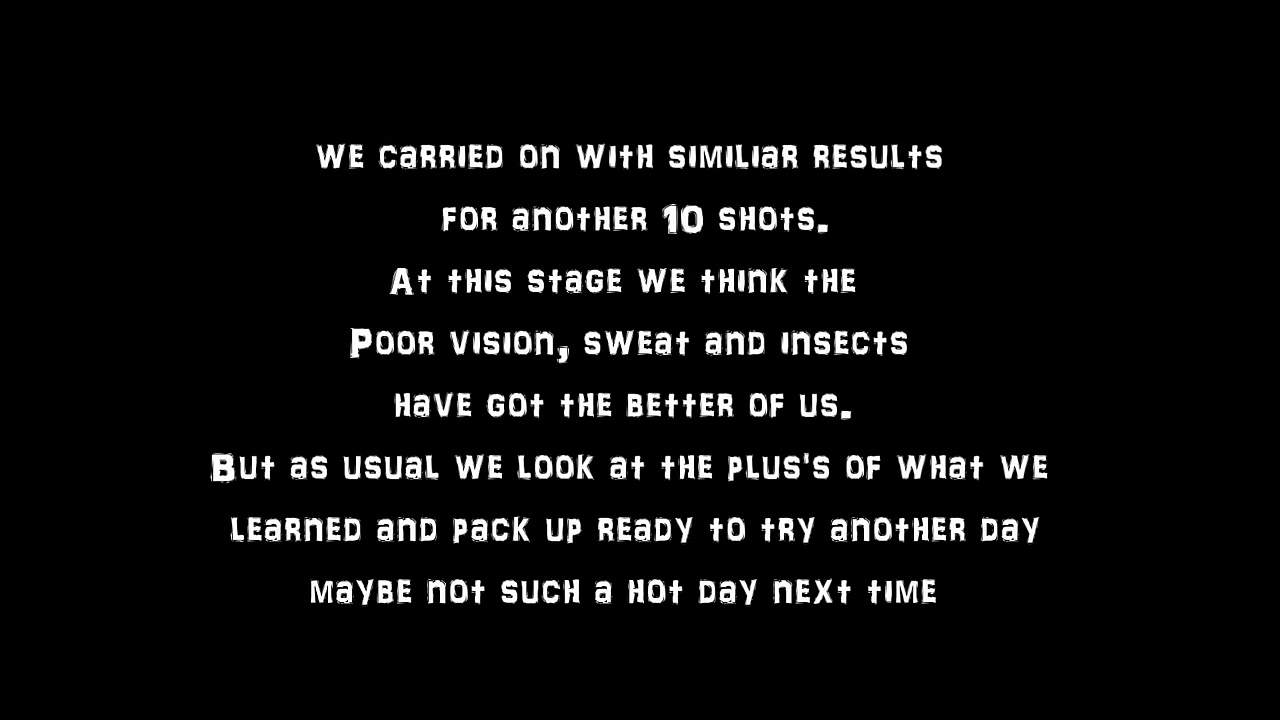 we carried on with similiar results
for another 10 shots.
At this stage we think the
Poor vision, sweat and insects
have got the better of us.
But as usual we look at the plus's of what we
learned and pack up ready to try another day
maybe not such a hot day next time